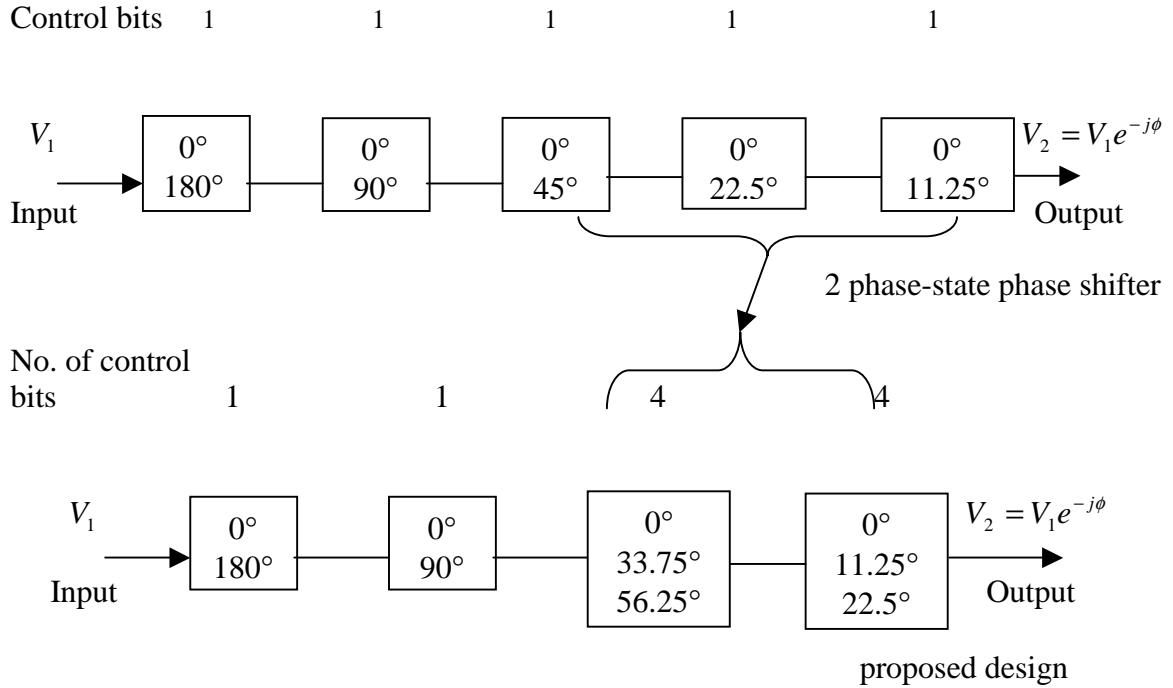 Control bits 1 1 1 1 1
V₁ 0° 0° 0° 0° 0° V₂ = V₁e^{-jϕ}
180° 90° 45° 22.5° 11.25°
Input Output
2 phase-state phase shifter
No. of control
bits 1 1 4 4
V₁ 0° 0° 0° 0° V₂ = V₁e^{-jϕ}
180° 90° 33.75° 11.25°
Input 56.25° 22.5° Output
proposed design